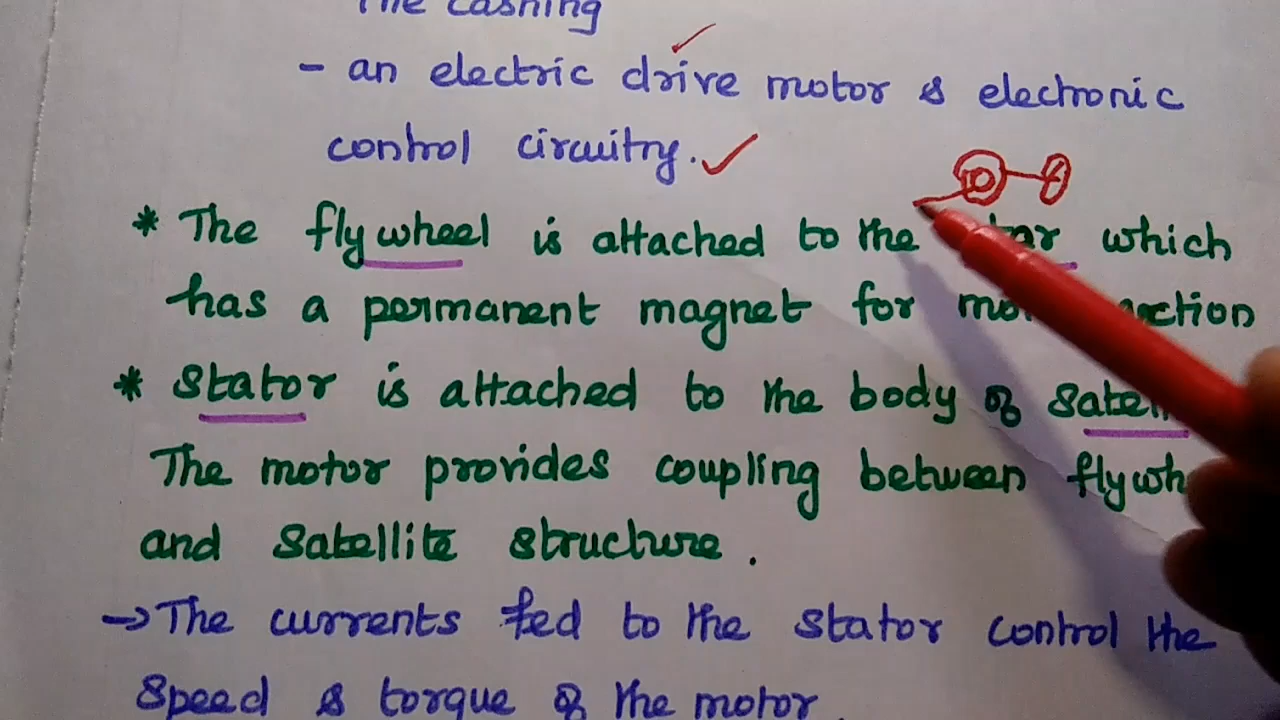 The cashing
- an electric drive motor & electronic
control circuitry.
* The flywheel is attached to the which
has a permanent magnet for
* Stator is attached to the body of
The motor provides coupling between
and satellite structure.
→ The currents fed to the stator control the
speed & torque of the motor